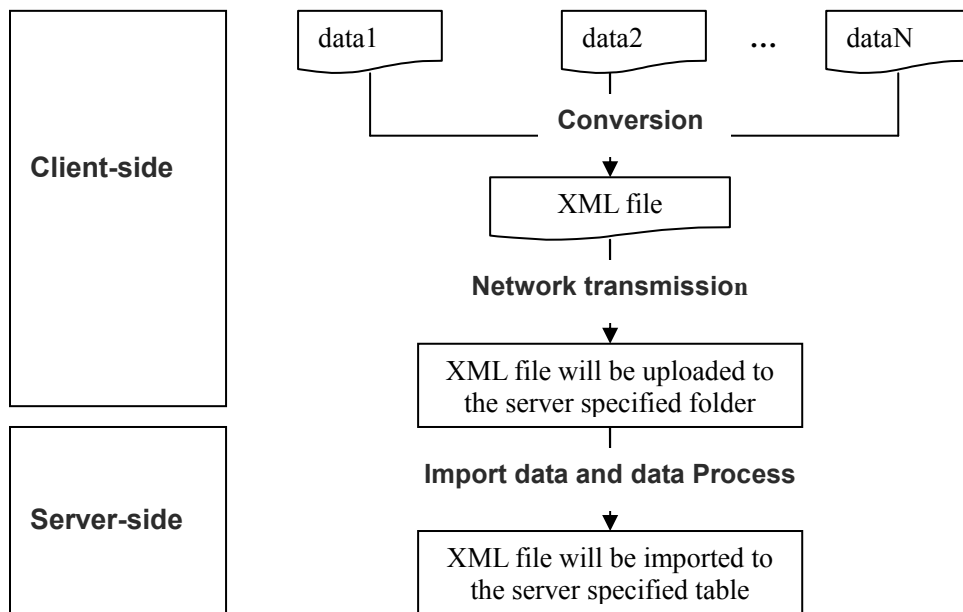 data1
data2
...
dataN
Conversion
Client-side
XML file
Network transmission
XML file will be uploaded to
the server specified folder
Import data and data Process
Server-side
XML file will be imported to
the server specified table